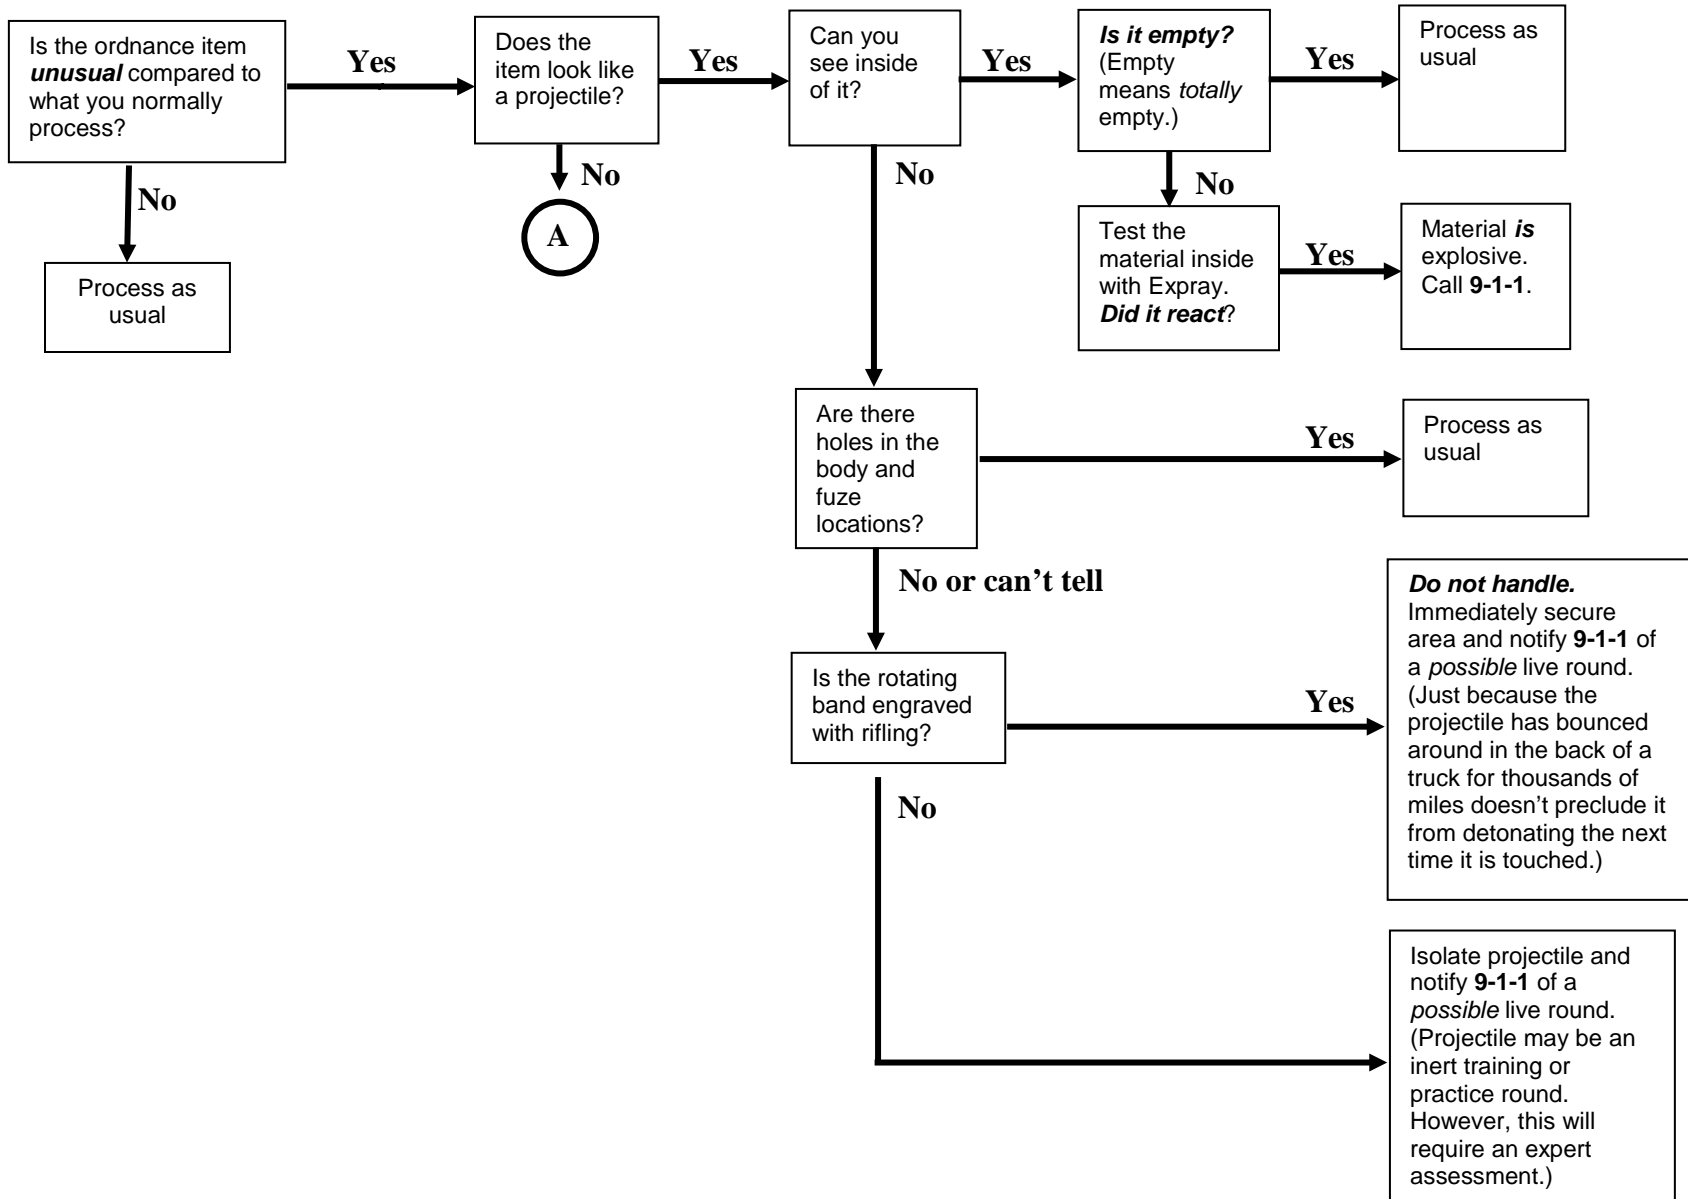 Is the ordnance item
unusual compared to
what you normally
process?
Yes
Does the
item look like
a projectile?
Yes
Can you
see inside
of it?
Yes
Is it empty?
(Empty
means totally
empty.)
Yes
Process as
usual
No
Process as
usual
No
A
No
No
Test the
material inside
with Expray.
Did it react?
Yes
Material is
explosive.
Call 9-1-1.
Are there
holes in the
body and
fuze
locations?
Yes
Process as
usual
No or can't tell
Is the rotating
band engraved
with rifling?
Yes
Do not handle.
Immediately secure
area and notify 9-1-1 of
a possible live round.
(Just because the
projectile has bounced
around in the back of a
truck for thousands of
miles doesn't preclude it
from detonating the next
time it is touched.)
No
Isolate projectile and
notify 9-1-1 of a
possible live round.
(Projectile may be an
inert training or
practice round.
However, this will
require an expert
assessment.)